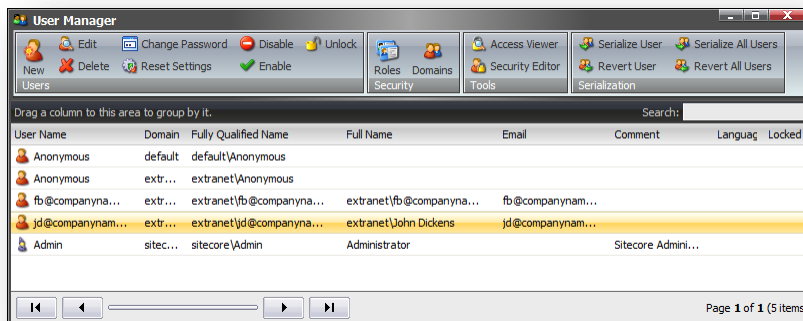 User Manager
Edit Change Password Disable Unlock Access Viewer Serialize User Serialize All Users
New Delete Reset Settings Enable Roles Domains Security Editor Revert User Revert All Users
Users Security Tools Serialization
Drag a column to this area to group by it. Search:
User Name Domain Fully Qualified Name Full Name Email Comment Languag Locked
Anonymous default default\Anonymous
Anonymous extr... extranet\Anonymous
fb@companyna... extr... extranet\fb@companyna... extranet\fb@companyna... fb@companynam...
jd@companynam... extr... extranet\jd@companyna... extranet\John Dickens jd@companynam...
Admin sitec... sitecore\Admin Administrator Sitecore Admini...
Page 1 of 1 (5 items